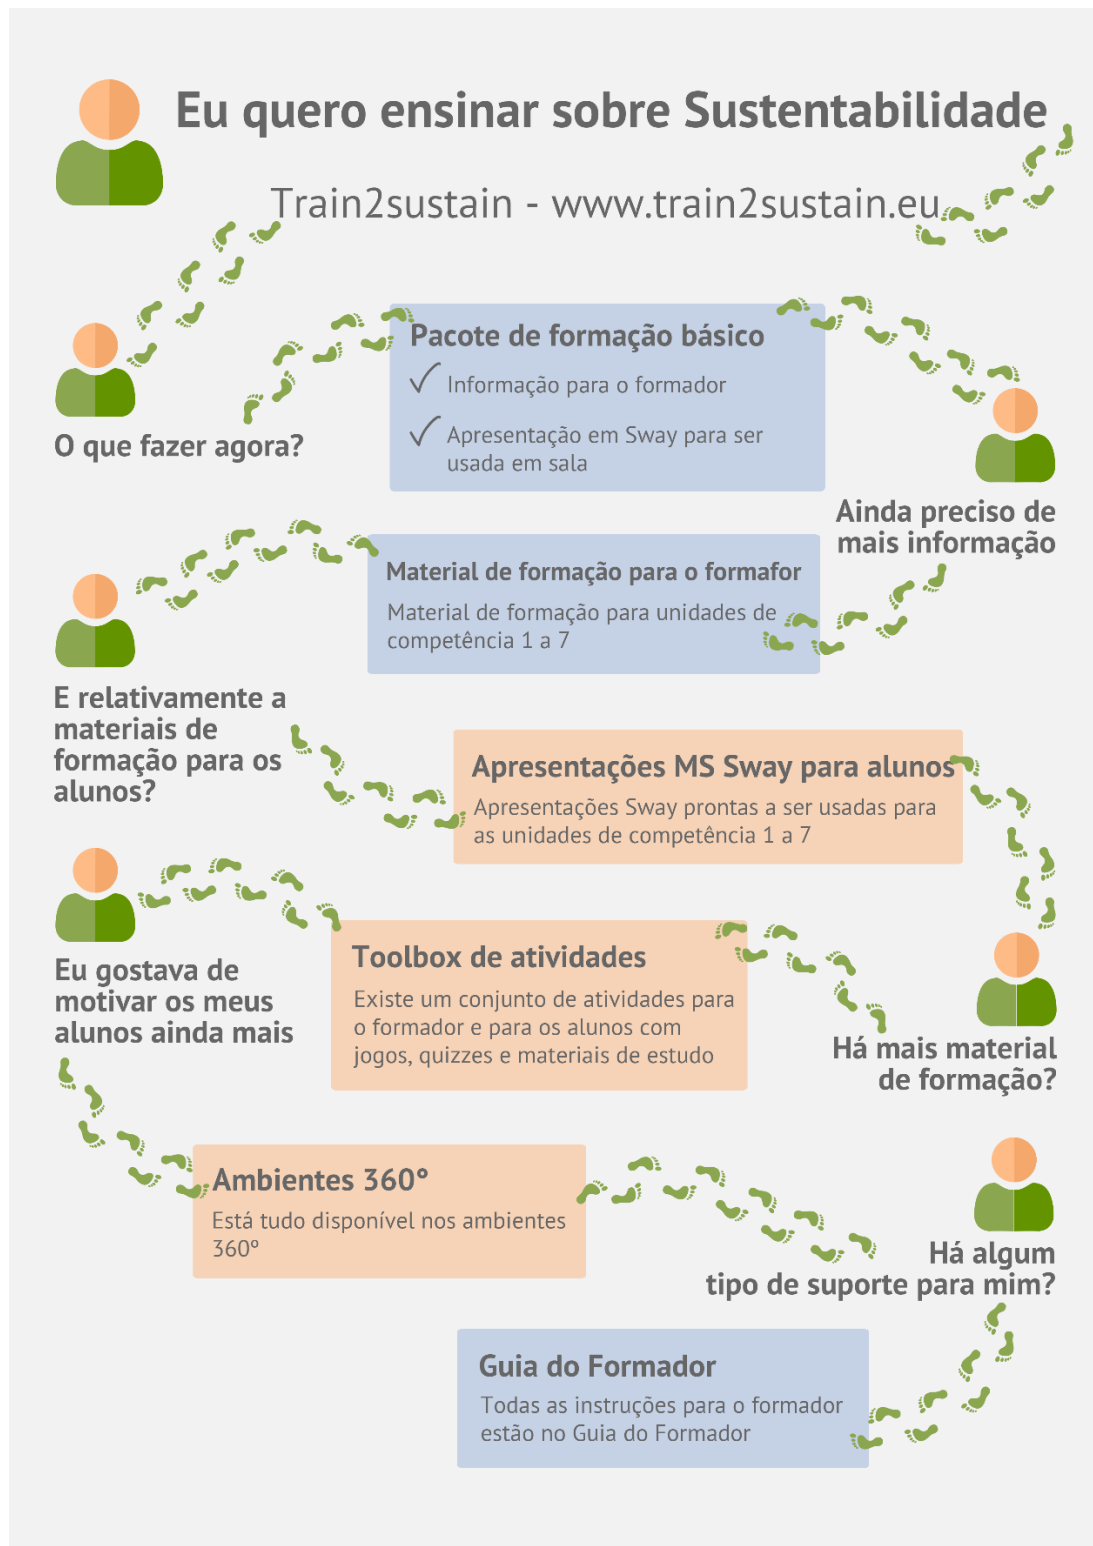 Eu quero ensinar sobre Sustentabilidade
Train2sustain - www.train2sustain.eu
O que fazer agora?
Pacote de formação básico
Informação para o formador
Apresentação em Sway para ser
usada em sala
Ainda preciso de
mais informação
Material de formação para o formafor
Material de formação para unidades de
competência 1 a 7
E relativamente a
materiais de
formação para os
alunos?
Apresentações MS Sway para alunos
Apresentações Sway prontas a ser usadas para
as unidades de competência 1 a 7
Há mais material
de formação?
Toolbox de atividades
Existe um conjunto de atividades para
o formador e para os alunos com
jogos, quizzes e materiais de estudo
Eu gostava de
motivar os meus
alunos ainda mais
Ambientes 360º
Está tudo disponível nos ambientes
360º
Há algum
tipo de suporte para mim?
Guia do Formador
Todas as instruções para o formador
estão no Guia do Formador